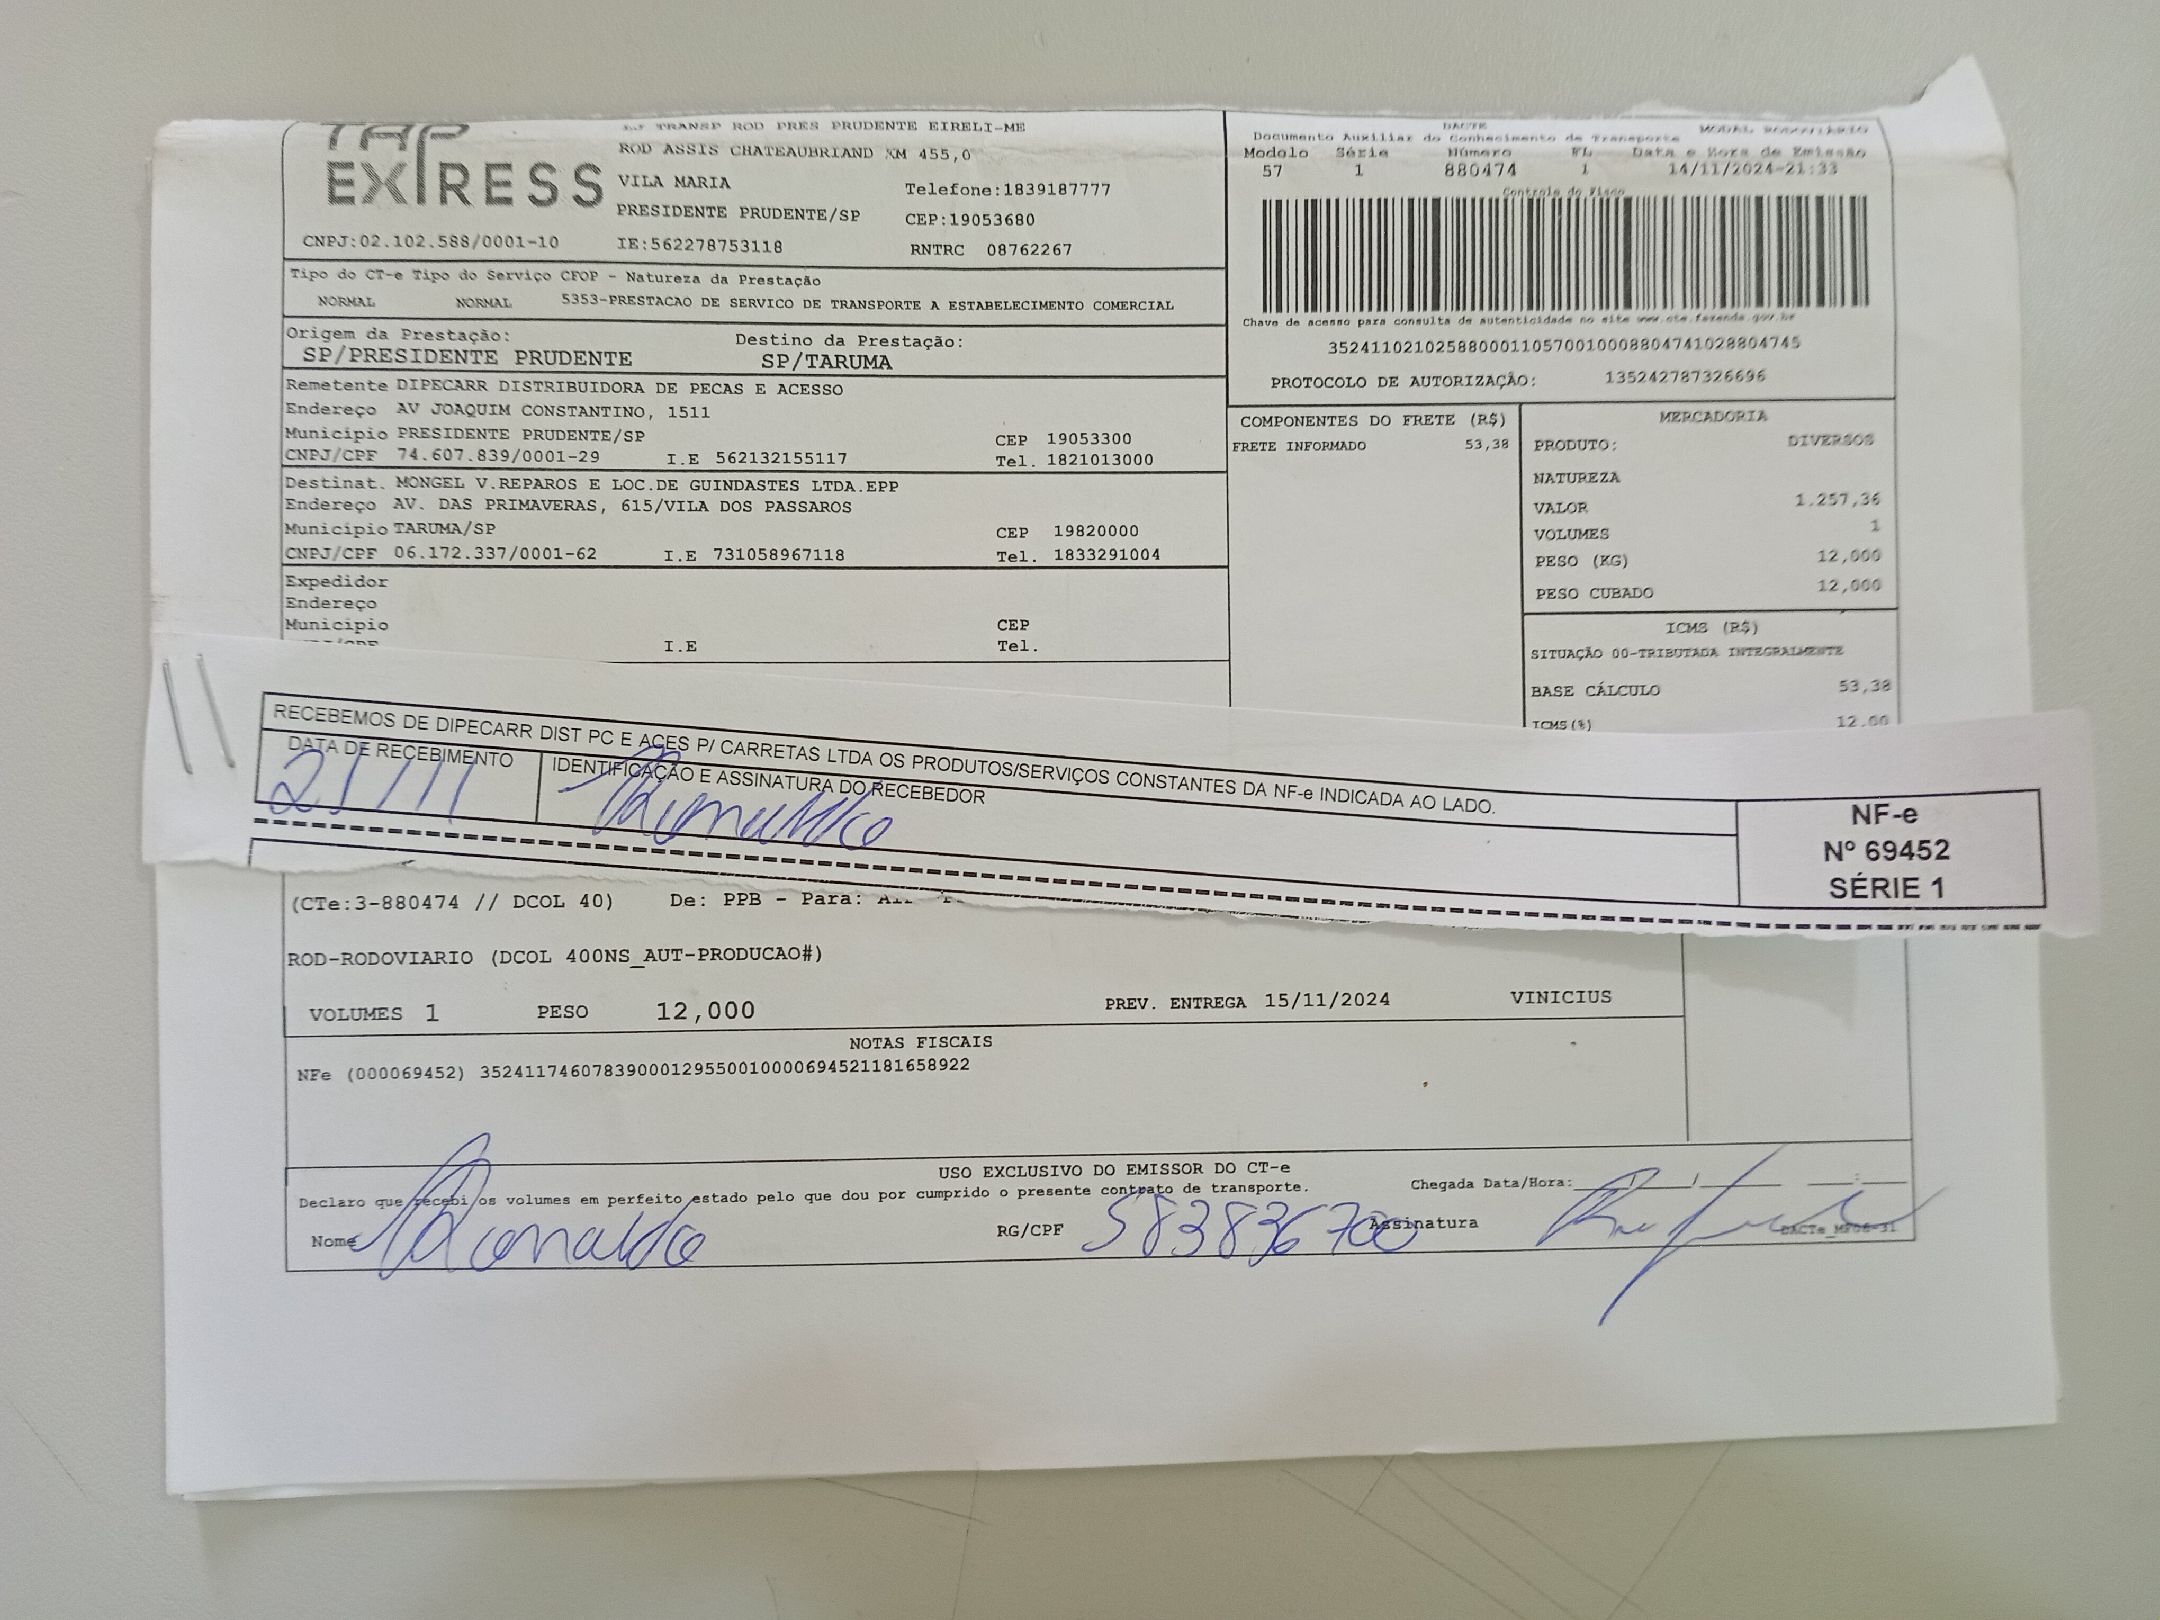 TAP
EXPRESS
TRANSP ROD PRES PRUDENTE EIRELI-ME
ROD ASSIS CHATEAUBRIAND KM 455,0
VILA MARIA
Telefone:1839187777
PRESIDENTE PRUDENTE/SP
CEP:19053680
CNPJ:02.102.588/0001-10
IE:562278753118
RNTRC 08762267
DACTE
MODAL RODOVIÁRIO
Documento Auxiliar do Conhecimento de Transporte
Modelo Série Número FL Data e Hora de Emissão
57 1 880474 1 14/11/2024-21:33
Controle do Fisco
Chave de acesso para consulta de autenticidade no site www.cte.fazenda.gov.br
35241102102588000110570010008804741028804745
PROTOCOLO DE AUTORIZAÇÃO: 135242787326696
Tipo do CT-e Tipo do Serviço CFOP - Natureza da Prestação
NORMAL NORMAL 5353-PRESTACAO DE SERVICO DE TRANSPORTE A ESTABELECIMENTO COMERCIAL
Origem da Prestação: Destino da Prestação:
SP/PRESIDENTE PRUDENTE SP/TARUMA
Remetente DIPECARR DISTRIBUIDORA DE PECAS E ACESSO
Endereço AV JOAQUIM CONSTANTINO, 1511
Município PRESIDENTE PRUDENTE/SP CEP 19053300
CNPJ/CPF 74.607.839/0001-29 I.E 562132155117 Tel. 1821013000
Destinat. MONGEL V.REPAROS E LOC.DE GUINDASTES LTDA.EPP
Endereço AV. DAS PRIMAVERAS, 615/VILA DOS PASSAROS
Município TARUMA/SP CEP 19820000
CNPJ/CPF 06.172.337/0001-62 I.E 731058967118 Tel. 1833291004
Expedidor
Endereço
Município CEP
I.E Tel.
COMPONENTES DO FRETE (R$)
FRETE INFORMADO 53,38
MERCADORIA
PRODUTO: DIVERSOS
NATUREZA
VALOR 1.257,36
VOLUMES 1
PESO (KG) 12,000
PESO CUBADO 12,000
ICMS (R$)
SITUAÇÃO 00-TRIBUTADA INTEGRALMENTE
BASE CÁLCULO 53,38
ICMS(%) 12.00
RECEBEMOS DE DIPECARR DIST PC E ACES P/ CARRETAS LTDA OS PRODUTOS/SERVIÇOS CONSTANTES DA NF-e INDICADA AO LADO.
DATA DE RECEBIMENTO
IDENTIFICAÇÃO E ASSINATURA DO RECEBEDOR
Ronaldo
NF-e
Nº 69452
SÉRIE 1
(CTe:3-880474 // DCOL 40) De: PPB - Para:
ROD-RODOVIARIO (DCOL 400NS_AUT-PRODUCAO#)
VOLUMES 1 PESO 12,000 PREV. ENTREGA 15/11/2024 VINICIUS
NOTAS FISCAIS
NFe (000069452) 35241174607839000129550010000694521181658922
USO EXCLUSIVO DO EMISSOR DO CT-e
Declaro que recebi os volumes em perfeito estado pelo que dou por cumprido o presente contrato de transporte. Chegada Data/Hora:
Nome Ronaldo RG/CPF 583836700 Assinatura